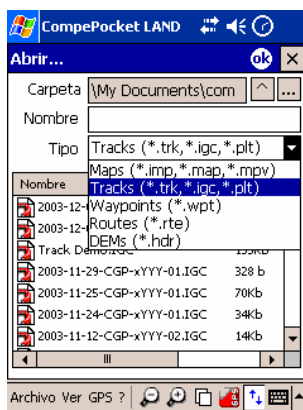 CompePocket LAND
Abrir... ok
Carpeta \My Documents\com ^ ...
Nombre
Tipo Tracks (*.trk,*.igc,*.plt)
Maps (*.imp,*.map,*.mpv)
Nombre Tracks (*.trk,*.igc,*.plt)
2003-12- Waypoints (*.wpt)
2003-12- Routes (*.rte)
Track Demo.IGC DEMs (*.hdr)
2003-11-29-CGP-xYYY-01.IGC 328 b
2003-11-25-CGP-xYYY-01.IGC 70Kb
2003-11-24-CGP-xYYY-01.IGC 34Kb
2003-11-12-CGP-xYYY-02.IGC 14Kb
Archivo Ver GPS ?